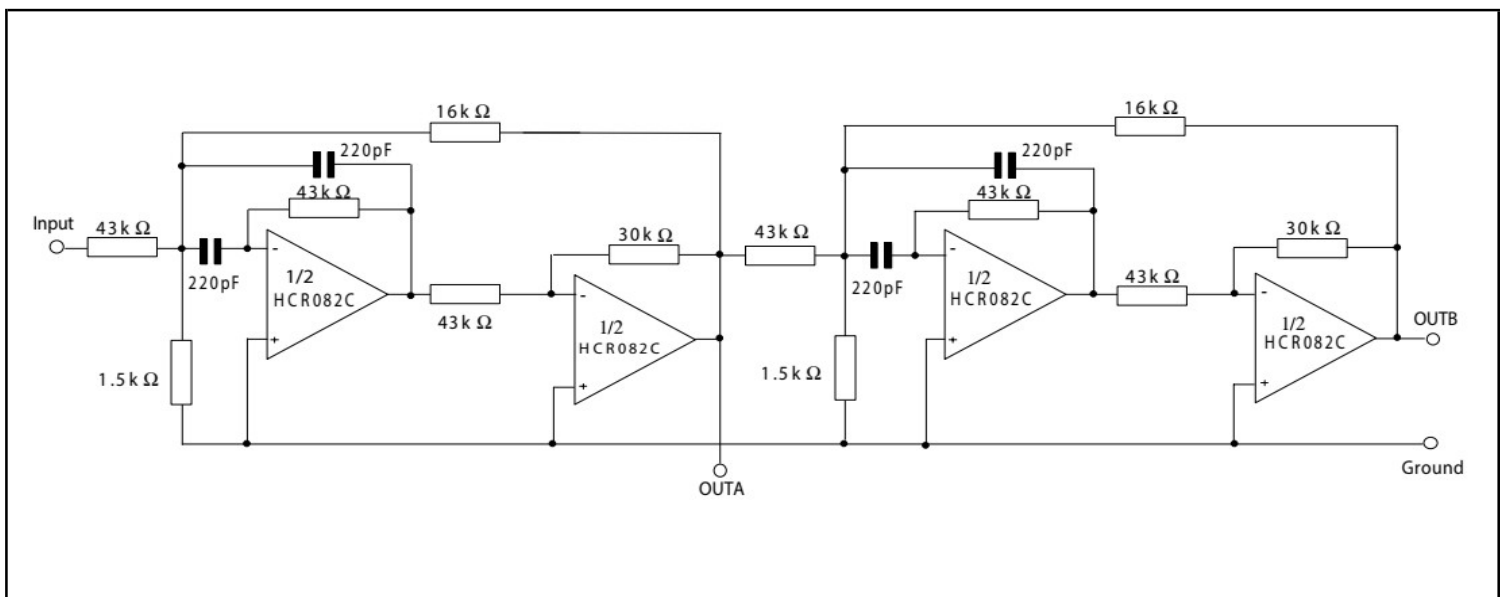 16k Ω
16k Ω
220pF
220pF
43k Ω
43k Ω
Input
43k Ω
30k Ω
43k Ω
30k Ω
-
1/2
HCR082C
+
220pF
43k Ω
-
1/2
HCR082C
+
-
1/2
HCR082C
+
220pF
43k Ω
-
1/2
HCR082C
+
OUTB
1.5k Ω
1.5k Ω
Ground
OUTA